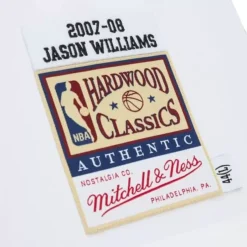 2007-08
JASON WILLIAMS
HARDWOOD
CLASSICS
NBA
AUTHENTIC
NOSTALGIA CO.
Mitchell & Ness
PHILADELPHIA, PA.